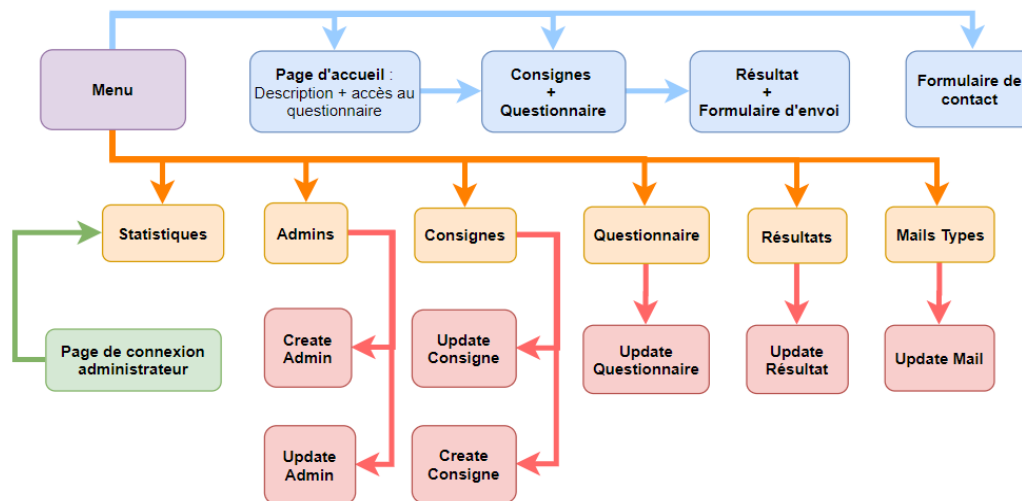 Menu
Page d'accueil :
Description + accès au
questionnaire
Consignes
+
Questionnaire
Résultat
+
Formulaire d'envoi
Formulaire de
contact
Statistiques
Admins
Consignes
Questionnaire
Résultats
Mails Types
Page de connexion
administrateur
Create
Admin
Update
Consigne
Update
Questionnaire
Update
Résultat
Update Mail
Update
Admin
Create
Consigne